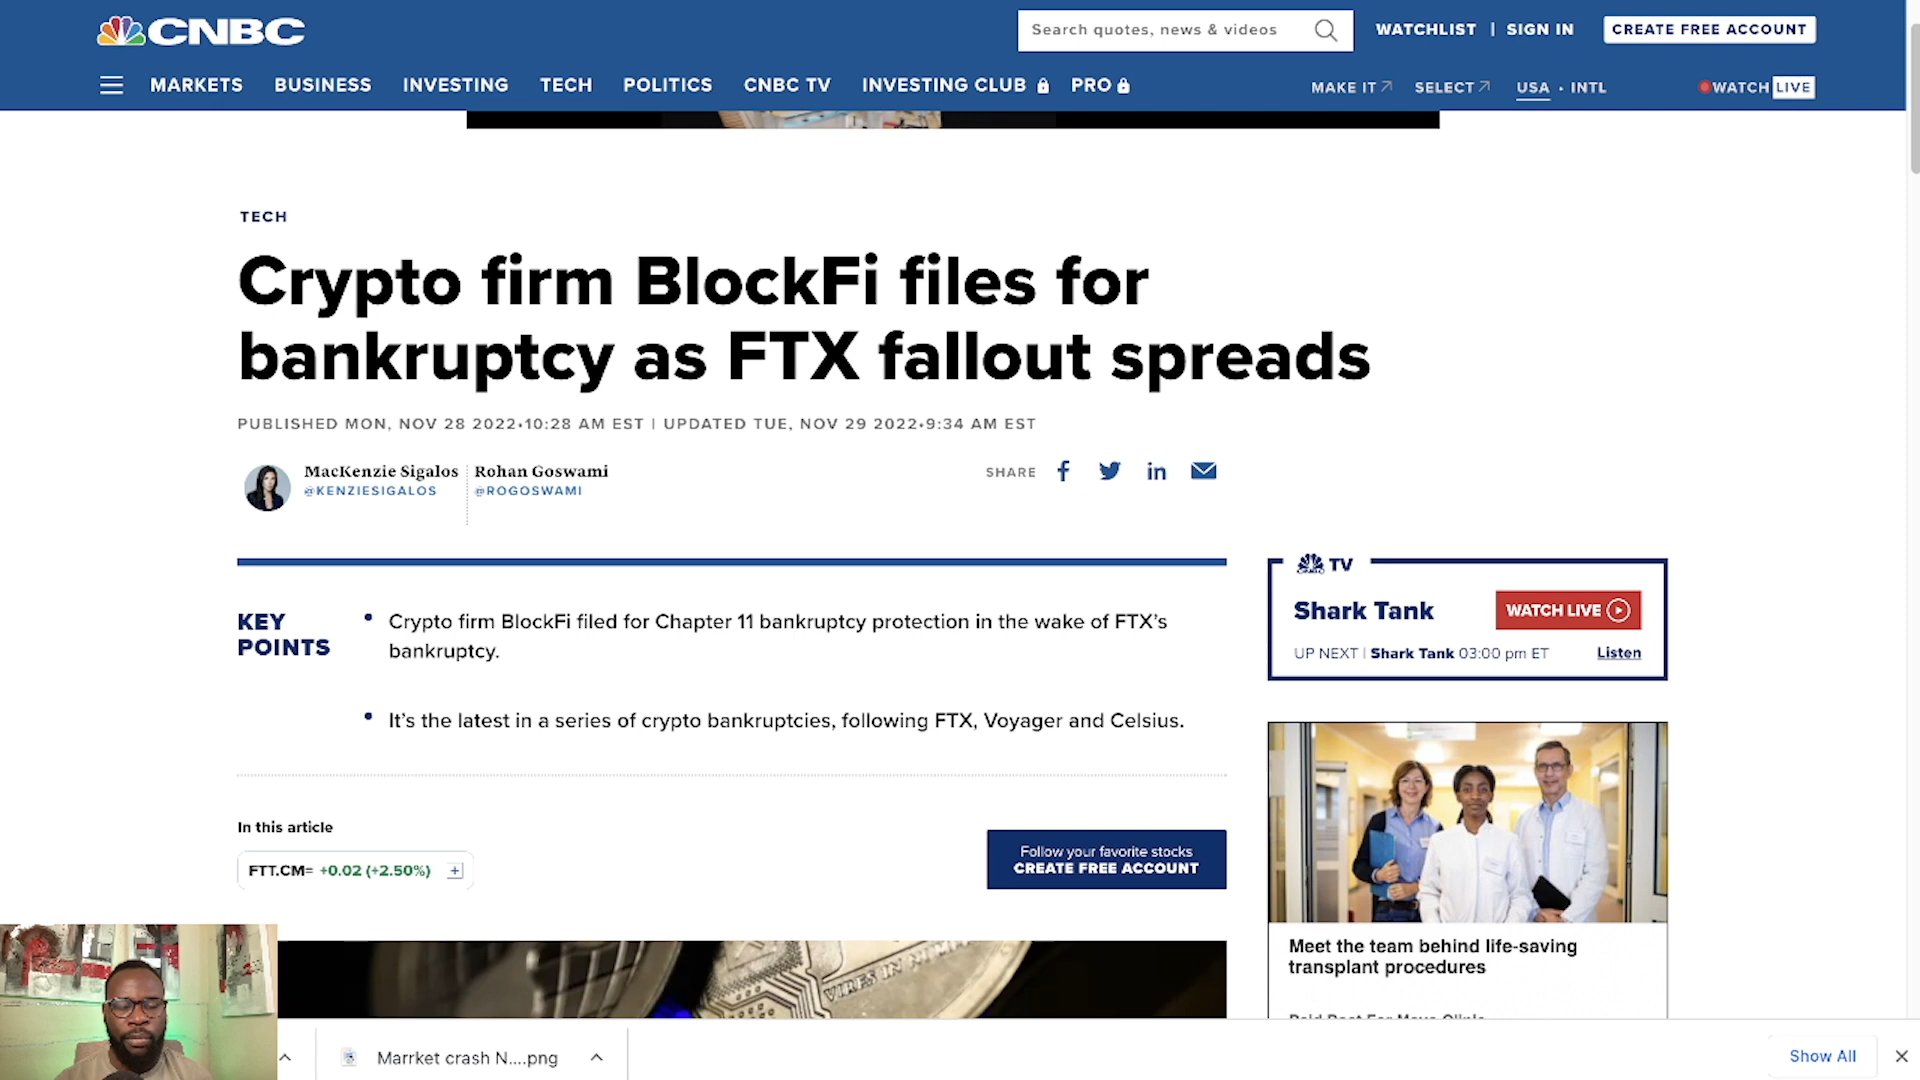 CNBC
Search quotes, news & videos
WATCHLIST | SIGN IN
CREATE FREE ACCOUNT
MARKETS BUSINESS INVESTING TECH POLITICS CNBC TV INVESTING CLUB PRO
MAKE IT SELECT USA • INTL
WATCH LIVE
TECH
Crypto firm BlockFi files for
bankruptcy as FTX fallout spreads
PUBLISHED MON, NOV 28 2022•10:28 AM EST | UPDATED TUE, NOV 29 2022•9:34 AM EST
MacKenzie Sigalos
@KENZIESIGALOS
Rohan Goswami
@ROGOSWAMI
SHARE
KEY
POINTS
• Crypto firm BlockFi filed for Chapter 11 bankruptcy protection in the wake of FTX’s
bankruptcy.
• It’s the latest in a series of crypto bankruptcies, following FTX, Voyager and Celsius.
In this article
FTT.CM= +0.02 (+2.50%) +
Follow your favorite stocks
CREATE FREE ACCOUNT
TV
Shark Tank
WATCH LIVE
UP NEXT | Shark Tank 03:00 pm ET
Listen
Meet the team behind life-saving
transplant procedures
VIRES IN
Marrket crash N....png
Show All